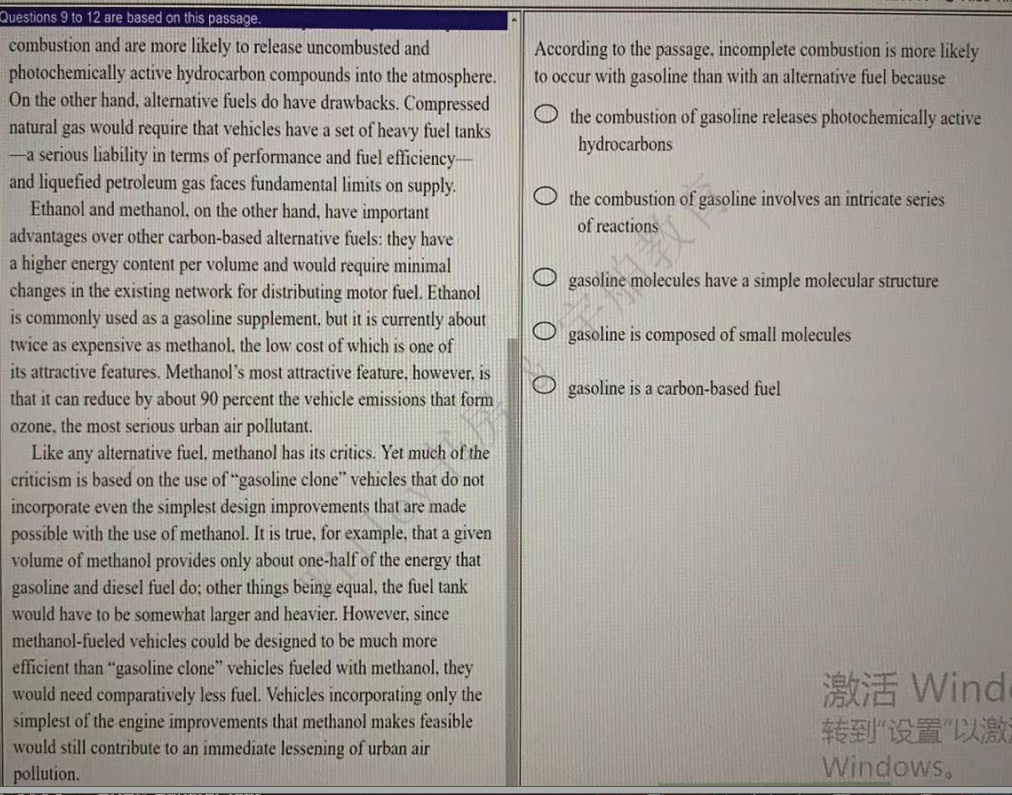 Questions 9 to 12 are based on this passage.
combustion and are more likely to release uncombusted and
photochemically active hydrocarbon compounds into the atmosphere.
On the other hand, alternative fuels do have drawbacks. Compressed
natural gas would require that vehicles have a set of heavy fuel tanks
—a serious liability in terms of performance and fuel efficiency—
and liquefied petroleum gas faces fundamental limits on supply.
Ethanol and methanol, on the other hand, have important
advantages over other carbon-based alternative fuels: they have
a higher energy content per volume and would require minimal
changes in the existing network for distributing motor fuel. Ethanol
is commonly used as a gasoline supplement, but it is currently about
twice as expensive as methanol, the low cost of which is one of
its attractive features. Methanol's most attractive feature, however, is
that it can reduce by about 90 percent the vehicle emissions that form
ozone, the most serious urban air pollutant.
Like any alternative fuel, methanol has its critics. Yet much of the
criticism is based on the use of "gasoline clone" vehicles that do not
incorporate even the simplest design improvements that are made
possible with the use of methanol. It is true, for example, that a given
volume of methanol provides only about one-half of the energy that
gasoline and diesel fuel do; other things being equal, the fuel tank
would have to be somewhat larger and heavier. However, since
methanol-fueled vehicles could be designed to be much more
efficient than "gasoline clone" vehicles fueled with methanol, they
would need comparatively less fuel. Vehicles incorporating only the
simplest of the engine improvements that methanol makes feasible
would still contribute to an immediate lessening of urban air
pollution.
According to the passage, incomplete combustion is more likely
to occur with gasoline than with an alternative fuel because
the combustion of gasoline releases photochemically active
hydrocarbons
the combustion of gasoline involves an intricate series
of reactions
gasoline molecules have a simple molecular structure
gasoline is composed of small molecules
gasoline is a carbon-based fuel
激活 Wind
转到"设置"以激
Windows。